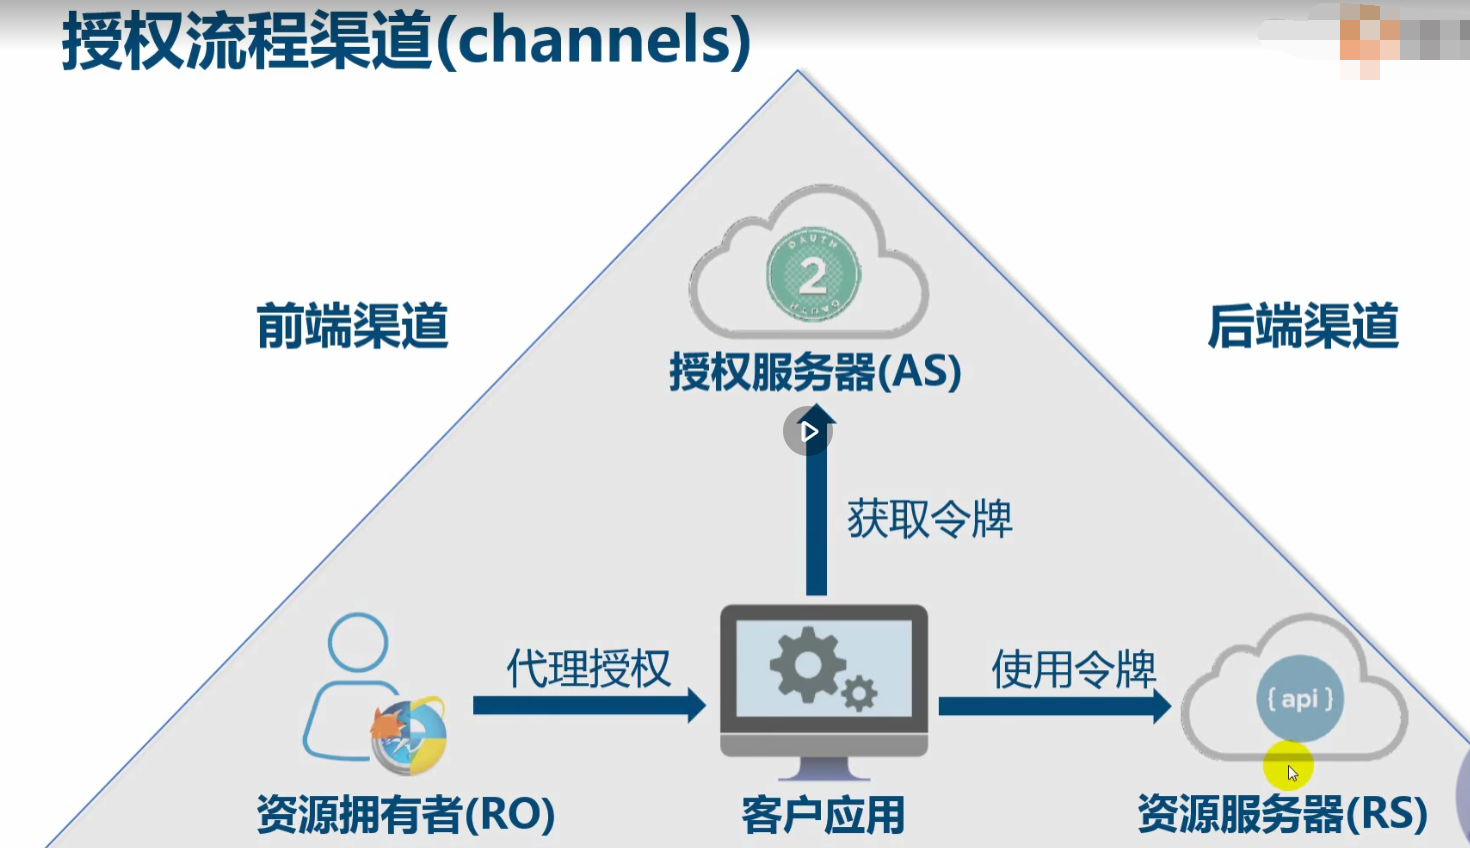 授权流程渠道(channels)
OAUTH
2
OAUTH
前端渠道
后端渠道
授权服务器(AS)
获取令牌
代理授权
使用令牌
{ api }
资源拥有者(RO)
客户应用
资源服务器(RS)